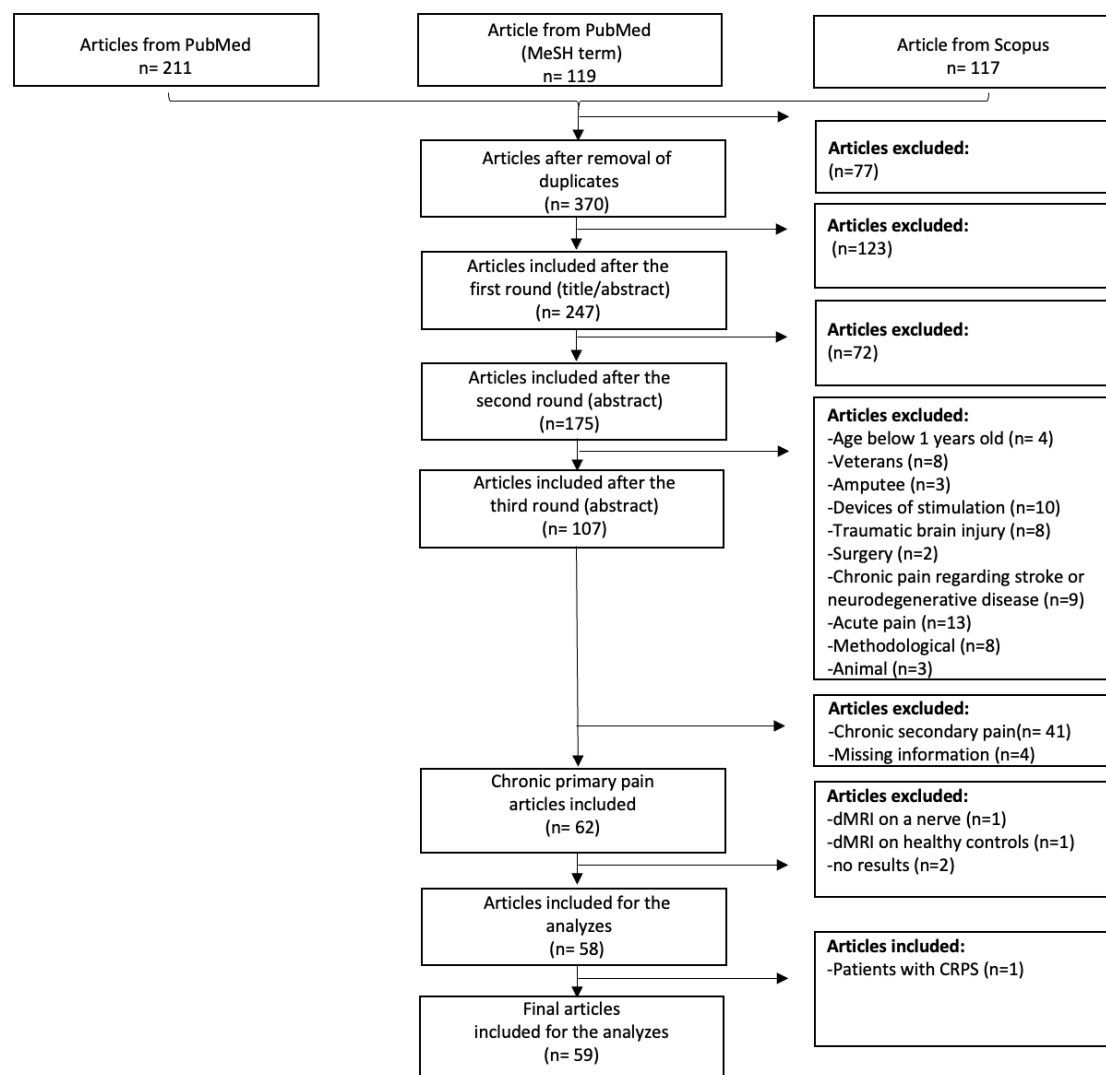 Articles from PubMed
n= 211
Article from PubMed
(MeSH term)
n= 119
Article from Scopus
n= 117
Articles excluded:
(n=77)
Articles after removal of
duplicates
(n= 370)
Articles excluded:
(n=123)
Articles included after the
first round (title/abstract)
(n= 247)
Articles excluded:
(n=72)
Articles included after the
second round (abstract)
(n=175)
Articles excluded:
-Age below 1 years old (n= 4)
-Veterans (n=8)
-Amputee (n=3)
-Devices of stimulation (n=10)
-Traumatic brain injury (n=8)
-Surgery (n=2)
-Chronic pain regarding stroke or
neurodegenerative disease (n=9)
-Acute pain (n=13)
-Methodological (n=8)
-Animal (n=3)
Articles included after the
third round (abstract)
(n= 107)
Articles excluded:
-Chronic secondary pain(n= 41)
-Missing information (n=4)
Chronic primary pain
articles included
(n= 62)
Articles excluded:
-dMRI on a nerve (n=1)
-dMRI on healthy controls (n=1)
-no results (n=2)
Articles included for the
analyzes
(n= 58)
Articles included:
-Patients with CRPS (n=1)
Final articles
included for the analyzes
(n= 59)